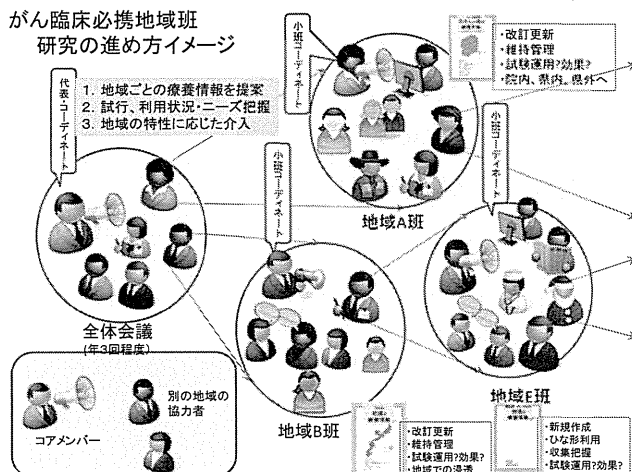 がん臨床必携地域班
研究の進め方イメージ
代表・コーディネート
1. 地域ごとの療養情報を提案
2. 試行、利用状況・ニーズ把握
3. 地域の特性に応じた介入
小班コーディネート
・改訂更新
・維持管理
・試験運用?効果?
・院内、県内、県外へ
地域A班
小班コーディネート
小班コーディネート
全体会議
(年3回程度)
地域B班
地域E班
コアメンバー
別の地域の
協力者
・改訂更新
・維持管理
・試験運用?効果?
・地域での浸透
・新規作成
・ひな形利用
・収集把握
・試験運用?効果?